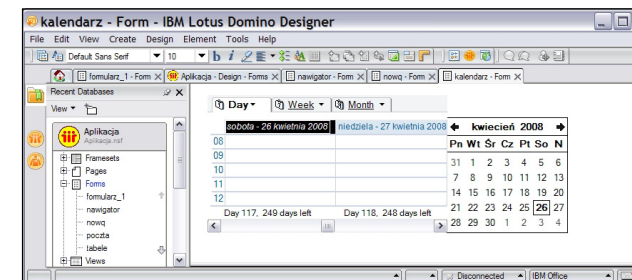 kalendarz - Form - IBM Lotus Domino Designer
File Edit View Create Design Element Tools Help
Default Sans Serif 10 b i
formularz_1 - Form Aplikacja - Design - Forms nawigator - Form nowq - Form kalendarz - Form
Recent Databases
View
Aplikacja
Aplikacja.nsf
Framesets
Pages
Forms
formularz_1
nawigator
nowq
poczta
tabele
Views
Day Week Month
sobota - 26 kwietnia 2008 niedziela - 27 kwietnia 2008
08
09
10
11
12
Day 117, 249 days left Day 118, 248 days left
kwiecień 2008
Pn Wt Śr Cz Pt So N
31 1 2 3 4 5 6
7 8 9 10 11 12 13
14 15 16 17 18 19 20
21 22 23 24 25 26 27
28 29 30 1 2 3 4
Disconnected IBM Office